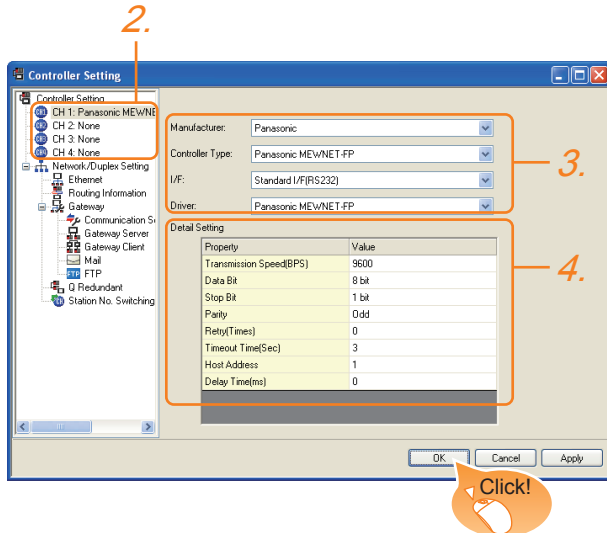 2.
Controller Setting
Controller Setting
CH 1: Panasonic MEWNE
CH 2: None
CH 3: None
CH 4: None
Network/Duplex Setting
Ethernet
Routing Information
Gateway
Communication S
Gateway Server
Gateway Client
Mail
FTP FTP
Q Redundant
Station No. Switching
Manufacturer: Panasonic
Controller Type: Panasonic MEWNET-FP
I/F: Standard I/F(RS232)
Driver: Panasonic MEWNET-FP
3.
Detail Setting
Property Value
Transmission Speed(BPS) 9600
Data Bit 8 bit
Stop Bit 1 bit
Parity Odd
Retry(Times) 0
Timeout Time(Sec) 3
Host Address 1
Delay Time(ms) 0
4.
OK Cancel Apply
Click!